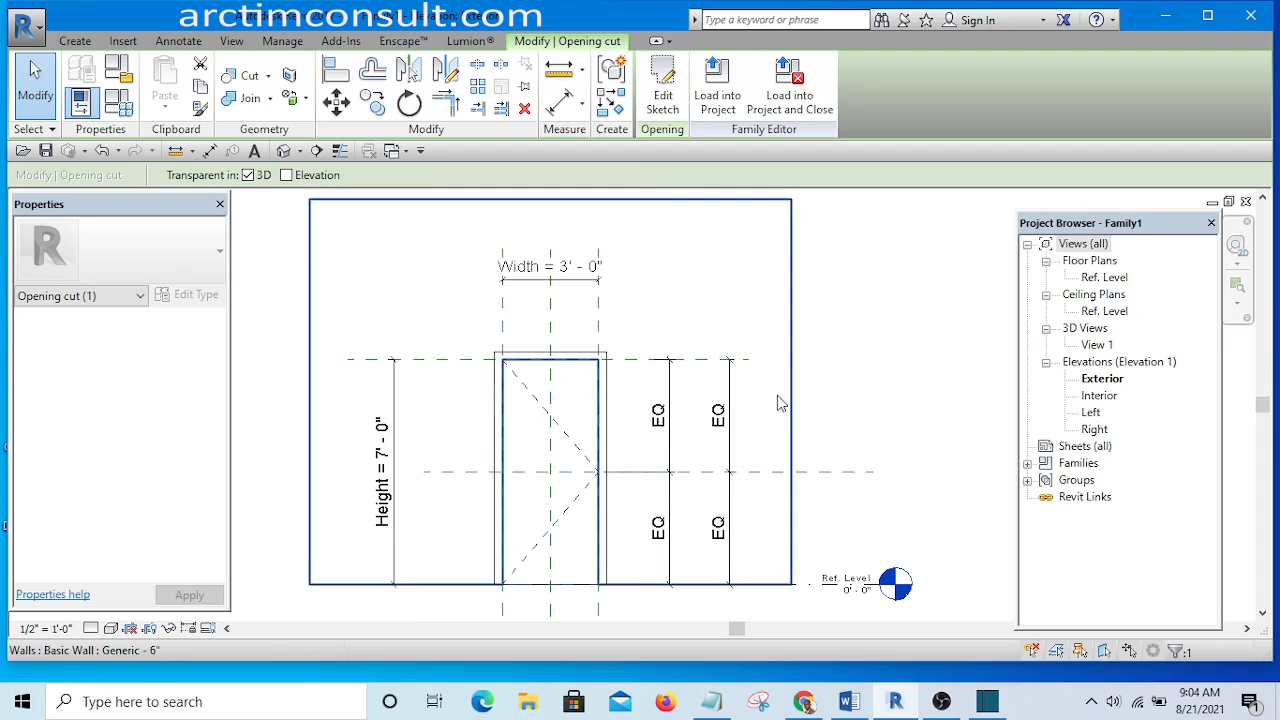 arctinconsult.com
Type a keyword or phrase
Sign In
Create Insert Annotate View Manage Add-Ins Enscape™ Lumion® Modify | Opening cut
Modify
Paste
Cut
Join
Edit Sketch
Load into Project
Load into Project and Close
Select Properties Clipboard Geometry Modify Measure Create Opening Family Editor
Modify | Opening cut
Transparent in: 3D Elevation
Properties
R
Opening cut (1)
Edit Type
Properties help
Apply
Width = 3' - 0"
Height = 7' - 0"
EQ
EQ
EQ
EQ
Ref. Level
0' - 0"
Project Browser - Family1
Views (all)
Floor Plans
Ref. Level
Ceiling Plans
Ref. Level
3D Views
View 1
Elevations (Elevation 1)
Exterior
Interior
Left
Right
Sheets (all)
Families
Groups
Revit Links
1/2" = 1'-0"
Walls : Basic Wall : Generic - 6"
:1
Type here to search
9:04 AM
8/21/2021